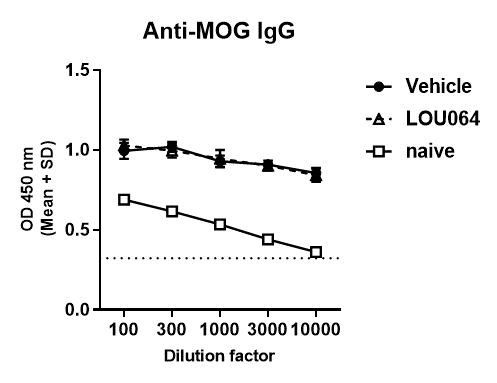 Anti-MOG IgG
1.5
1.0
0.5
0.0
OD 450 nm
(Mean + SD)
100 300 1000 3000 10000
Dilution factor
Vehicle
LOU064
naive